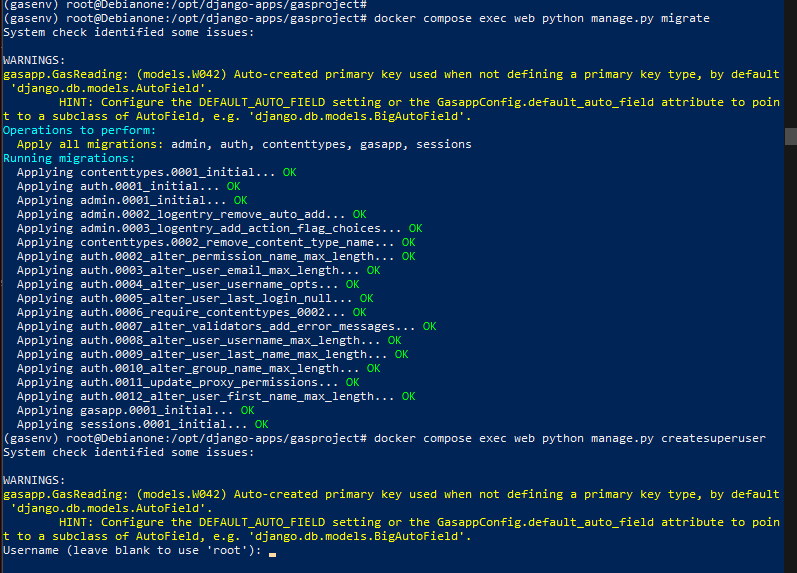 (gasenv) root@Debianone:/opt/django-apps/gasproject#
(gasenv) root@Debianone:/opt/django-apps/gasproject# docker compose exec web python manage.py migrate
System check identified some issues:
WARNINGS:
gasapp.GasReading: (models.W042) Auto-created primary key used when not defining a primary key type, by default
 'django.db.models.AutoField'.
        HINT: Configure the DEFAULT_AUTO_FIELD setting or the GasappConfig.default_auto_field attribute to poin
t to a subclass of AutoField, e.g. 'django.db.models.BigAutoField'.
Operations to perform:
  Apply all migrations: admin, auth, contenttypes, gasapp, sessions
Running migrations:
  Applying contenttypes.0001_initial... OK
  Applying auth.0001_initial... OK
  Applying admin.0001_initial... OK
  Applying admin.0002_logentry_remove_auto_add... OK
  Applying admin.0003_logentry_add_action_flag_choices... OK
  Applying contenttypes.0002_remove_content_type_name... OK
  Applying auth.0002_alter_permission_name_max_length... OK
  Applying auth.0003_alter_user_email_max_length... OK
  Applying auth.0004_alter_user_username_opts... OK
  Applying auth.0005_alter_user_last_login_null... OK
  Applying auth.0006_require_contenttypes_0002... OK
  Applying auth.0007_alter_validators_add_error_messages... OK
  Applying auth.0008_alter_user_username_max_length... OK
  Applying auth.0009_alter_user_last_name_max_length... OK
  Applying auth.0010_alter_group_name_max_length... OK
  Applying auth.0011_update_proxy_permissions... OK
  Applying auth.0012_alter_user_first_name_max_length... OK
  Applying gasapp.0001_initial... OK
  Applying sessions.0001_initial... OK
(gasenv) root@Debianone:/opt/django-apps/gasproject# docker compose exec web python manage.py createsuperuser
System check identified some issues:
WARNINGS:
gasapp.GasReading: (models.W042) Auto-created primary key used when not defining a primary key type, by default
 'django.db.models.AutoField'.
        HINT: Configure the DEFAULT_AUTO_FIELD setting or the GasappConfig.default_auto_field attribute to poin
t to a subclass of AutoField, e.g. 'django.db.models.BigAutoField'.
Username (leave blank to use 'root'):